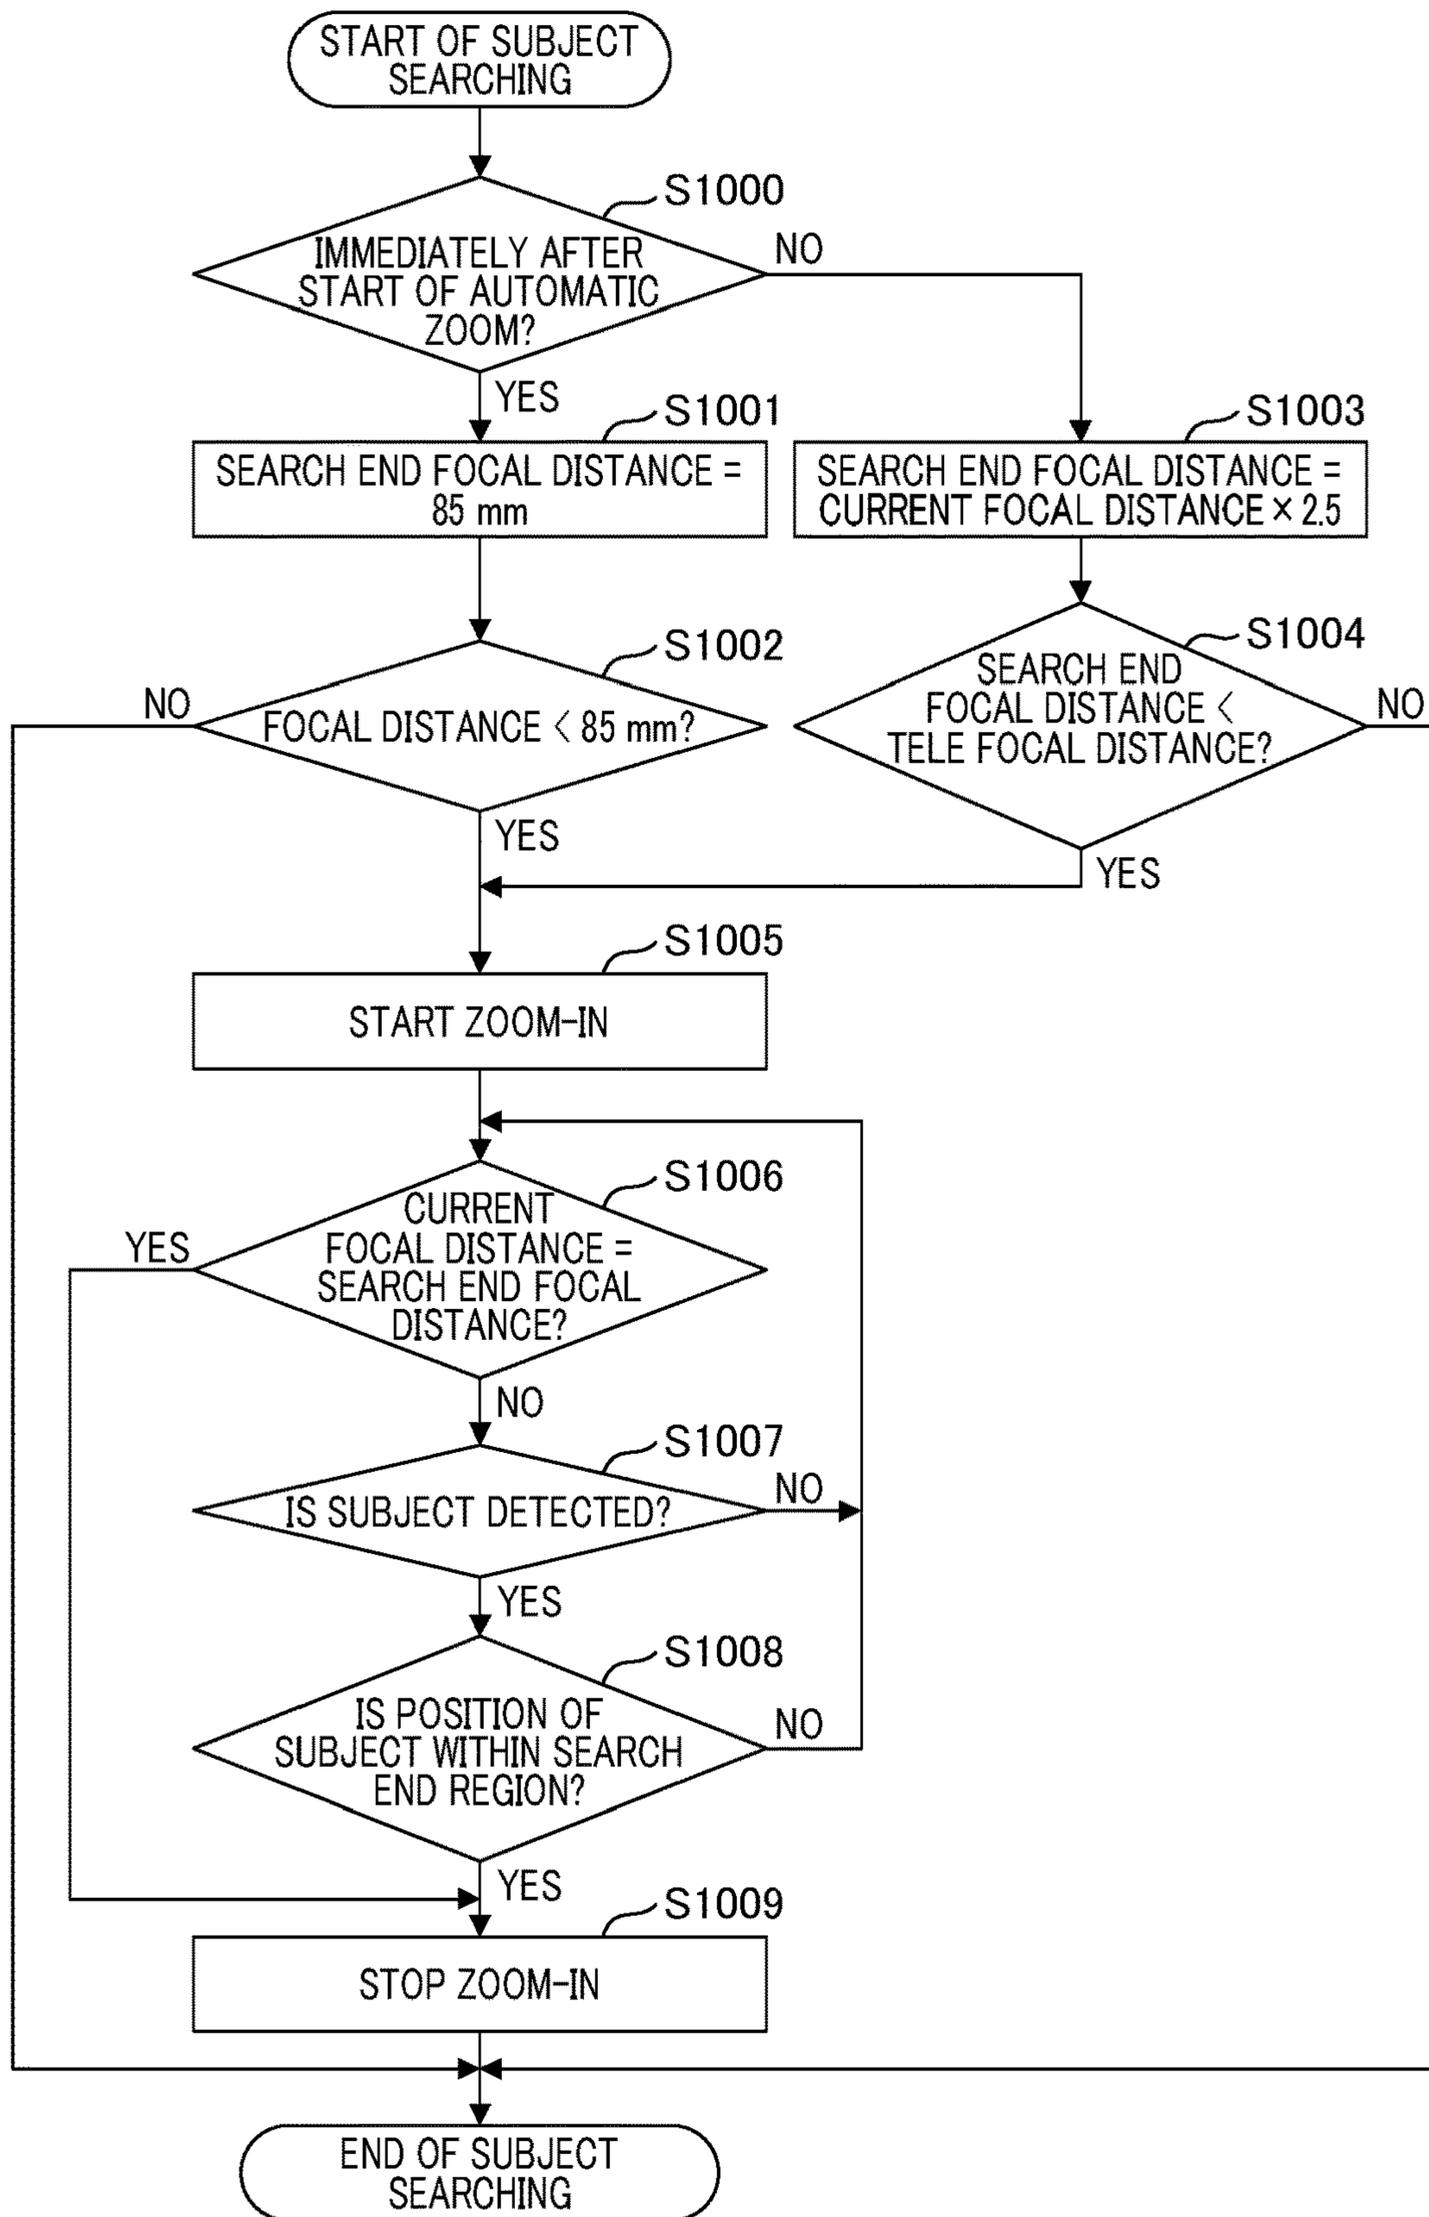 START OF SUBJECT
SEARCHING
S1000
IMMEDIATELY AFTER
START OF AUTOMATIC
ZOOM?
NO
YES
S1001
SEARCH END FOCAL DISTANCE =
85 mm
S1003
SEARCH END FOCAL DISTANCE =
CURRENT FOCAL DISTANCE × 2.5
S1002
FOCAL DISTANCE < 85 mm?
NO
YES
S1004
SEARCH END
FOCAL DISTANCE <
TELE FOCAL DISTANCE?
NO
YES
S1005
START ZOOM-IN
S1006
CURRENT
FOCAL DISTANCE =
SEARCH END FOCAL
DISTANCE?
YES
NO
S1007
IS SUBJECT DETECTED?
NO
YES
S1008
IS POSITION OF
SUBJECT WITHIN SEARCH
END REGION?
NO
YES
S1009
STOP ZOOM-IN
END OF SUBJECT
SEARCHING